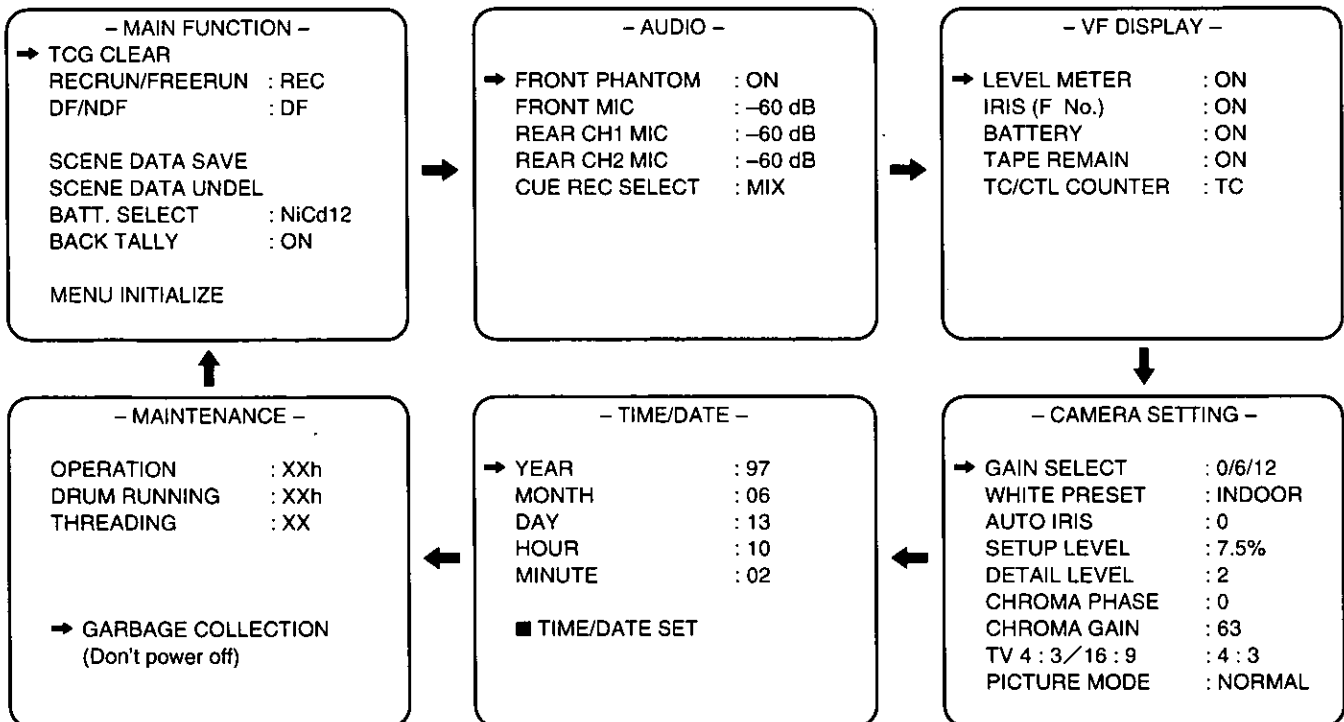 – MAIN FUNCTION –
➔ TCG CLEAR
RECRUN/FREERUN : REC
DF/NDF : DF
SCENE DATA SAVE
SCENE DATA UNDEL
BATT. SELECT : NiCd12
BACK TALLY : ON
MENU INITIALIZE
– AUDIO –
➔ FRONT PHANTOM : ON
FRONT MIC : –60 dB
REAR CH1 MIC : –60 dB
REAR CH2 MIC : –60 dB
CUE REC SELECT : MIX
– VF DISPLAY –
➔ LEVEL METER : ON
IRIS (F No.) : ON
BATTERY : ON
TAPE REMAIN : ON
TC/CTL COUNTER : TC
– MAINTENANCE –
OPERATION : XXh
DRUM RUNNING : XXh
THREADING : XX
➔ GARBAGE COLLECTION
(Don't power off)
– TIME/DATE –
➔ YEAR : 97
MONTH : 06
DAY : 13
HOUR : 10
MINUTE : 02
■ TIME/DATE SET
– CAMERA SETTING –
➔ GAIN SELECT : 0/6/12
WHITE PRESET : INDOOR
AUTO IRIS : 0
SETUP LEVEL : 7.5%
DETAIL LEVEL : 2
CHROMA PHASE : 0
CHROMA GAIN : 63
TV 4 : 3／16 : 9 : 4 : 3
PICTURE MODE : NORMAL